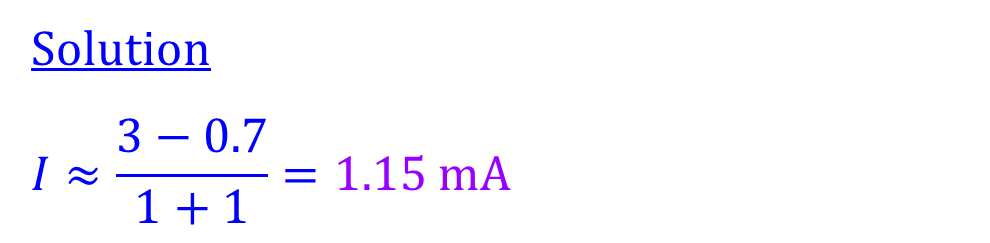 Solution
I ≈ (3 − 0.7)/(1 + 1) = 1.15 mA